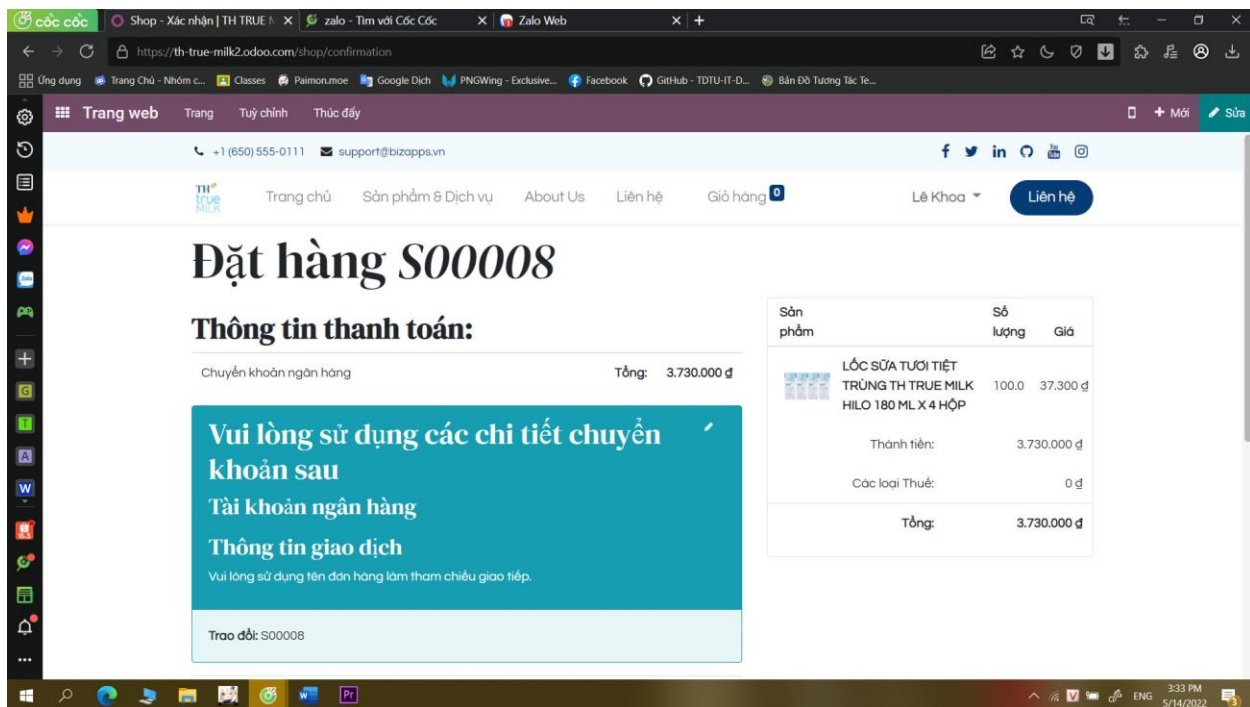 cốc cốc
Shop - Xác nhận | TH TRUE M
zalo - Tìm với Cốc Cốc
Zalo Web
https://th-true-milk2.odoo.com/shop/confirmation
Ứng dụng
Trang Chủ - Nhóm c...
Classes
Paimon.moe
Google Dịch
PNGWing - Exclusive...
Facebook
GitHub - TDTU-IT-D...
Bản Đồ Tương Tác Te...
Trang web
Trang
Tuỳ chỉnh
Thúc đẩy
+ Mới
Sửa
+1 (650) 555-0111
support@bizapps.vn
TH
true
MILK
Trang chủ
Sản phẩm & Dịch vụ
About Us
Liên hệ
Giỏ hàng 0
Lê Khoa
Liên hệ
Đặt hàng S00008
Thông tin thanh toán:
Chuyển khoản ngân hàng
Tổng: 3.730.000 ₫
Vui lòng sử dụng các chi tiết chuyển
khoản sau
Tài khoản ngân hàng
Thông tin giao dịch
Vui lòng sử dụng tên đơn hàng làm tham chiếu giao tiếp.
Trao đổi: S00008
Sản phẩm
Số lượng
Giá
LỐC SỮA TƯƠI TIỆT
TRÙNG TH TRUE MILK
HILO 180 ML X 4 HỘP
100.0
37.300 ₫
Thành tiền: 3.730.000 ₫
Các loại Thuế: 0 ₫
Tổng: 3.730.000 ₫
ENG
3:33 PM
5/14/2022